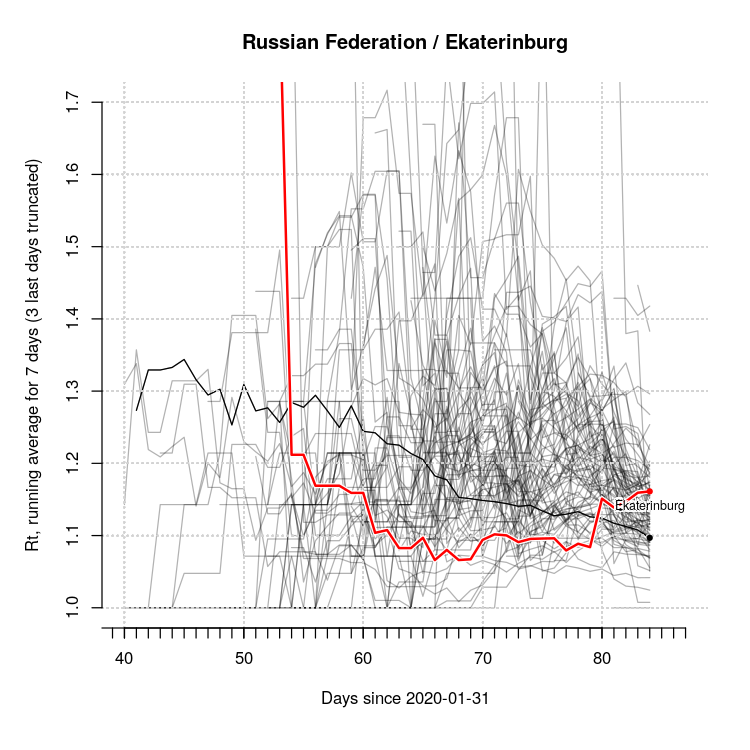 Russian Federation / Ekaterinburg
Rt, running average for 7 days (3 last days truncated)
1.7
1.6
1.5
1.4
1.3
1.2
1.1
1.0
Ekaterinburg
40 50 60 70 80
Days since 2020-01-31